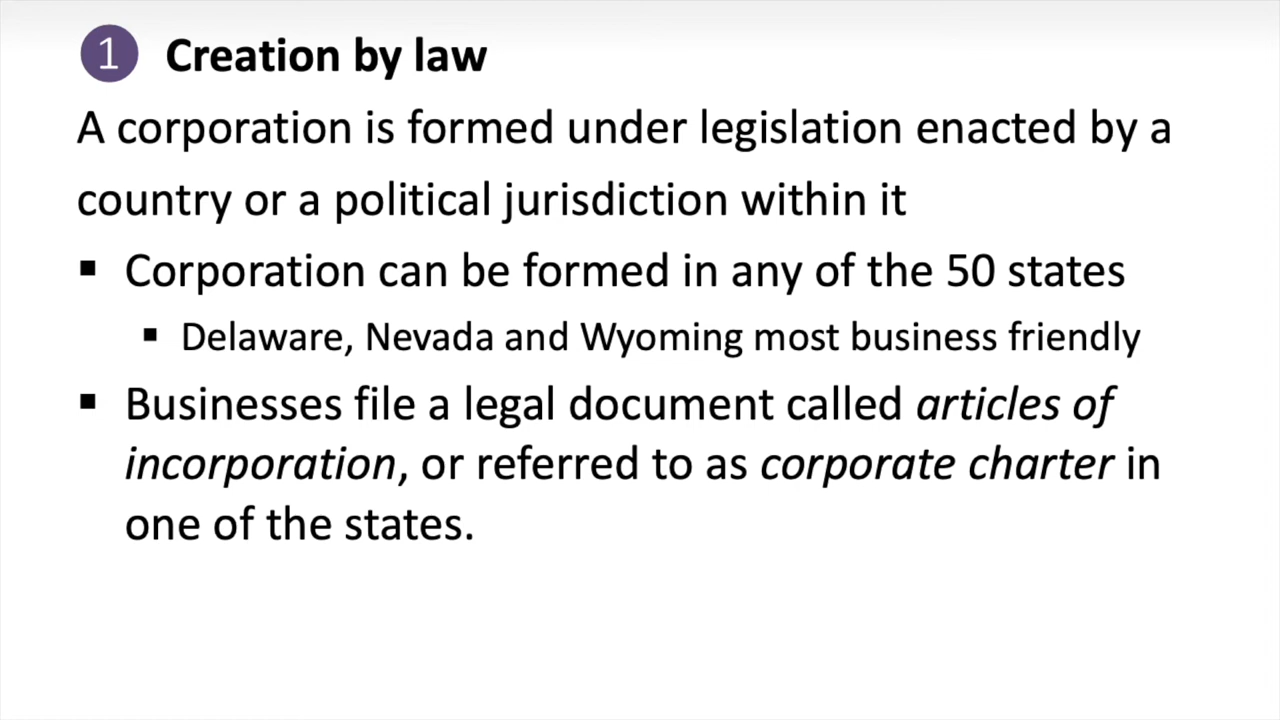 1 Creation by law
A corporation is formed under legislation enacted by a
country or a political jurisdiction within it
▪ Corporation can be formed in any of the 50 states
▪ Delaware, Nevada and Wyoming most business friendly
▪ Businesses file a legal document called articles of
incorporation, or referred to as corporate charter in
one of the states.